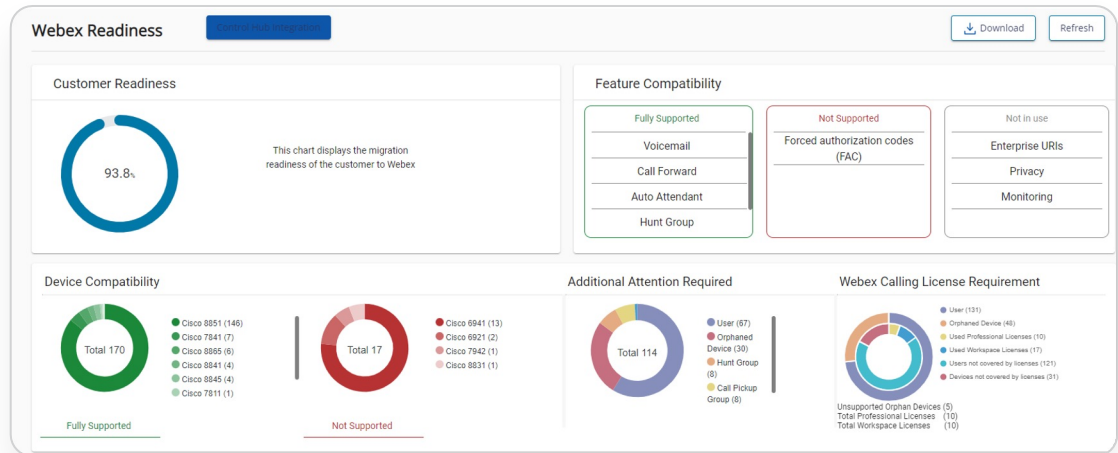 Webex Readiness
Control Hub Integration
Download
Refresh
Customer Readiness
93.8%
This chart displays the migration
readiness of the customer to Webex
Feature Compatibility
Fully Supported
Voicemail
Call Forward
Auto Attendant
Hunt Group
Not Supported
Forced authorization codes
(FAC)
Not in use
Enterprise URIs
Privacy
Monitoring
Device Compatibility
Total 170
Cisco 8851 (146)
Cisco 7841 (7)
Cisco 8865 (6)
Cisco 8841 (4)
Cisco 8845 (4)
Cisco 7811 (1)
Fully Supported
Total 17
Cisco 6941 (13)
Cisco 6921 (2)
Cisco 7942 (1)
Cisco 8831 (1)
Not Supported
Additional Attention Required
Total 114
User (67)
Orphaned
Device (30)
Hunt Group
(8)
Call Pickup
Group (8)
Webex Calling License Requirement
User (131)
Orphaned Device (48)
Used Professional Licenses (10)
Used Workspace Licenses (17)
Users not covered by licenses (121)
Devices not covered by licenses (31)
Unsupported Orphan Devices (5)
Total Professional Licenses (10)
Total Workspace Licenses (10)